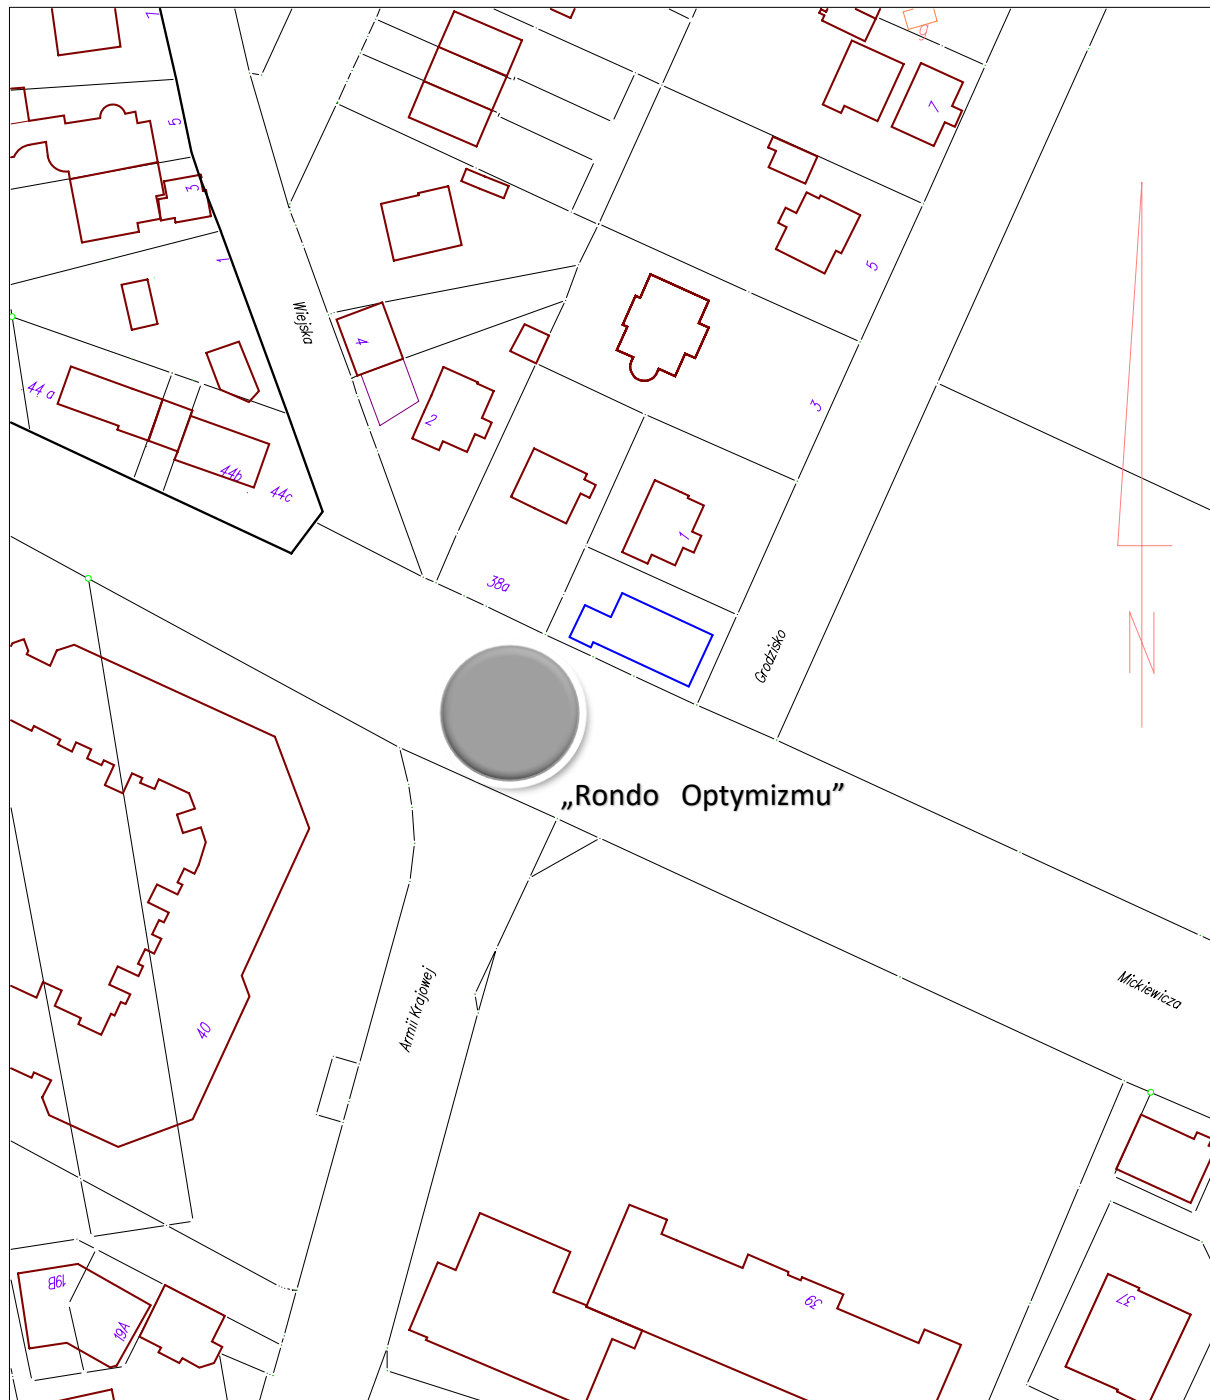 7
g
5
7
3
5
1
Wiejska
4
3
44 a
2
44b
44c
1
38a
Grodzisko
N
„Rondo Optymizmu”
Mickiewicza
Armii Krajowej
40
19B
39
37
19A